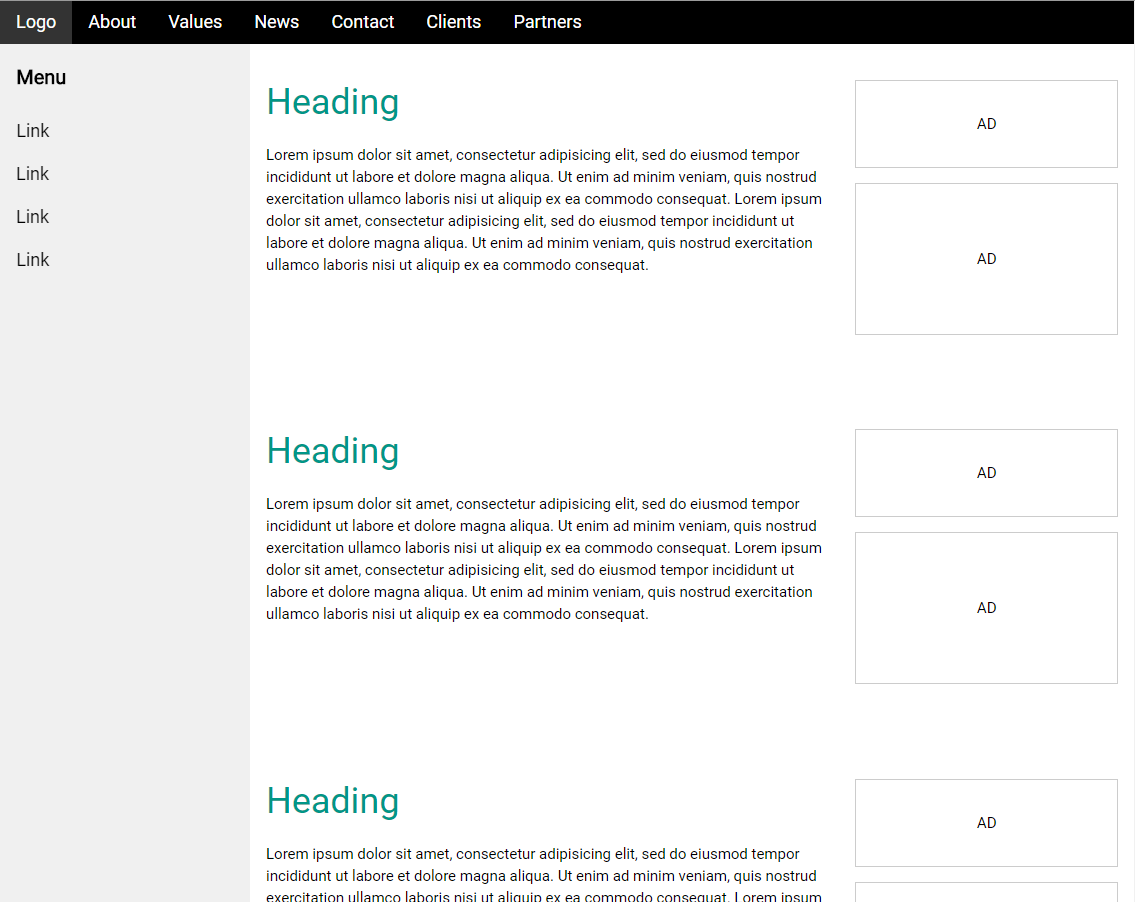 Logo About Values News Contact Clients Partners
Menu
Link
Link
Link
Link
Heading
Lorem ipsum dolor sit amet, consectetur adipisicing elit, sed do eiusmod tempor
incididunt ut labore et dolore magna aliqua. Ut enim ad minim veniam, quis nostrud
exercitation ullamco laboris nisi ut aliquip ex ea commodo consequat. Lorem ipsum
dolor sit amet, consectetur adipisicing elit, sed do eiusmod tempor incididunt ut
labore et dolore magna aliqua. Ut enim ad minim veniam, quis nostrud exercitation
ullamco laboris nisi ut aliquip ex ea commodo consequat.
AD
AD
Heading
Lorem ipsum dolor sit amet, consectetur adipisicing elit, sed do eiusmod tempor
incididunt ut labore et dolore magna aliqua. Ut enim ad minim veniam, quis nostrud
exercitation ullamco laboris nisi ut aliquip ex ea commodo consequat. Lorem ipsum
dolor sit amet, consectetur adipisicing elit, sed do eiusmod tempor incididunt ut
labore et dolore magna aliqua. Ut enim ad minim veniam, quis nostrud exercitation
ullamco laboris nisi ut aliquip ex ea commodo consequat.
AD
AD
Heading
Lorem ipsum dolor sit amet, consectetur adipisicing elit, sed do eiusmod tempor
incididunt ut labore et dolore magna aliqua. Ut enim ad minim veniam, quis nostrud
exercitation ullamco laboris nisi ut aliquip ex ea commodo consequat. Lorem ipsum
AD